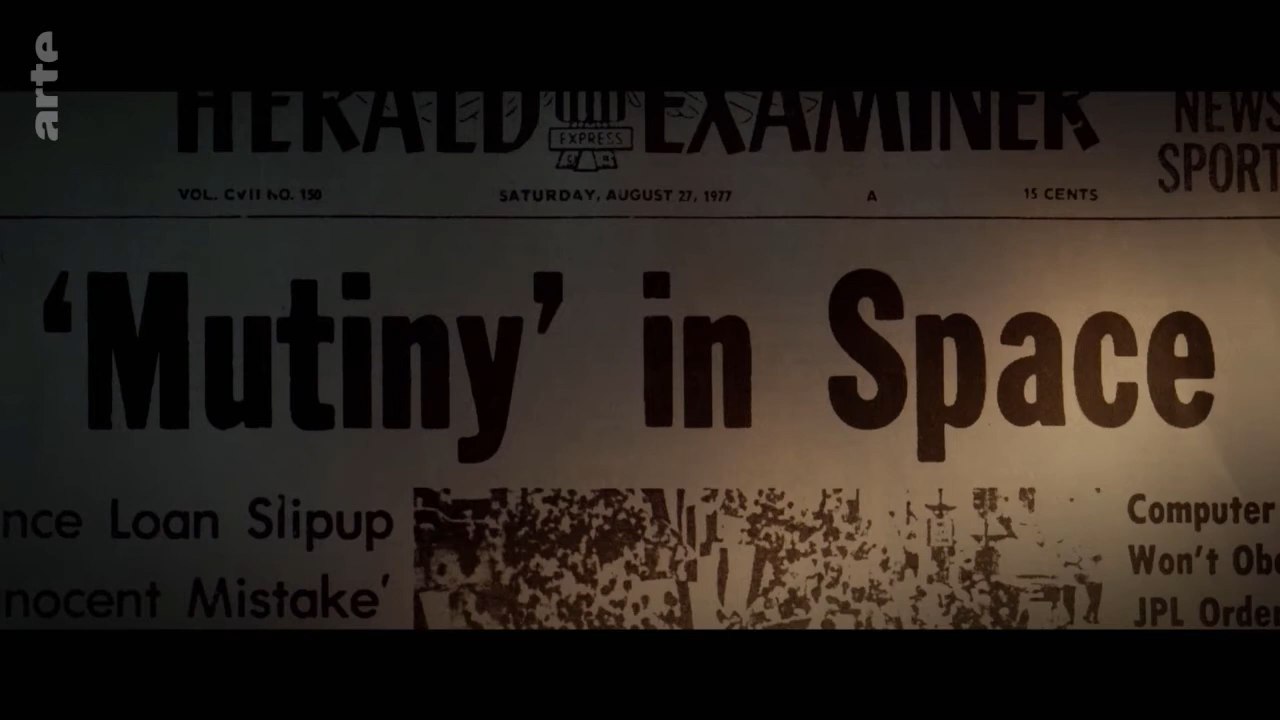 arte
HERALD EXAMINER
EXPRESS
NEWS
SPORT
VOL. CVII NO. 150
SATURDAY, AUGUST 27, 1977
A
15 CENTS
‘Mutiny’ in Space
nce Loan Slipup
nocent Mistake’
Computer
Won’t Obe
JPL Order